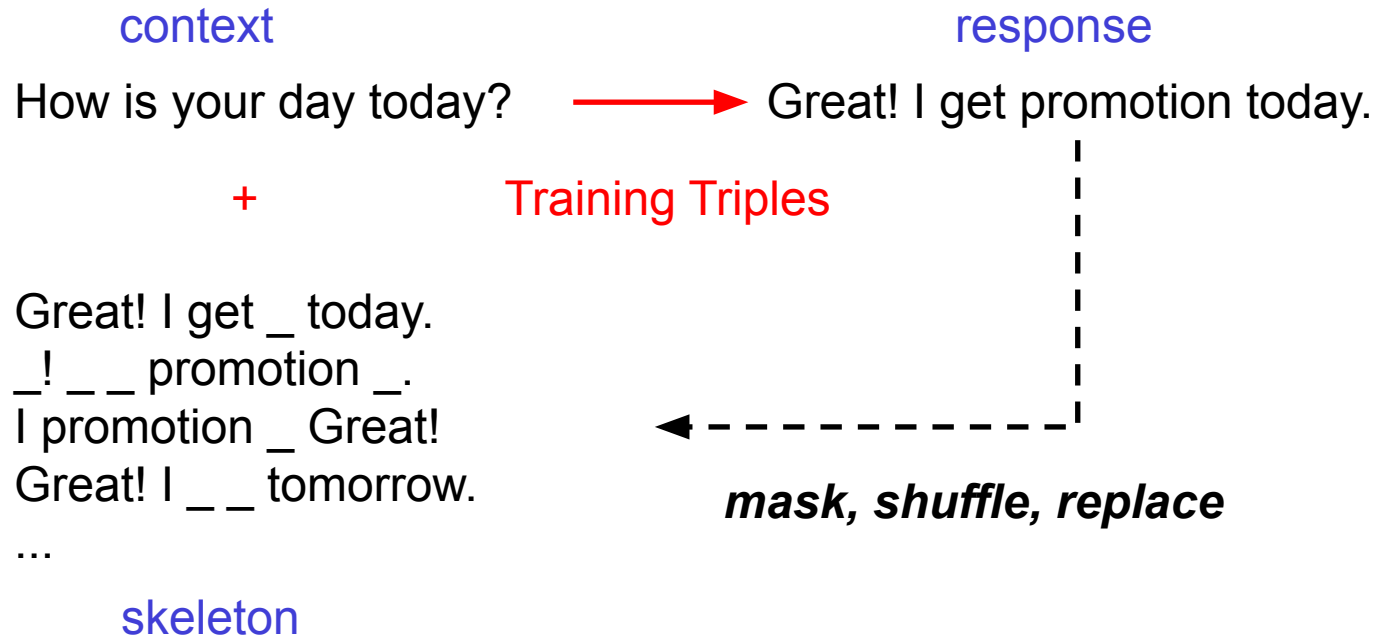 context
response
How is your day today?
Great! I get promotion today.
+
Training Triples
Great! I get _ today.
_! _ _ promotion _.
I promotion _ Great!
Great! I _ _ tomorrow.
...
mask, shuffle, replace
skeleton